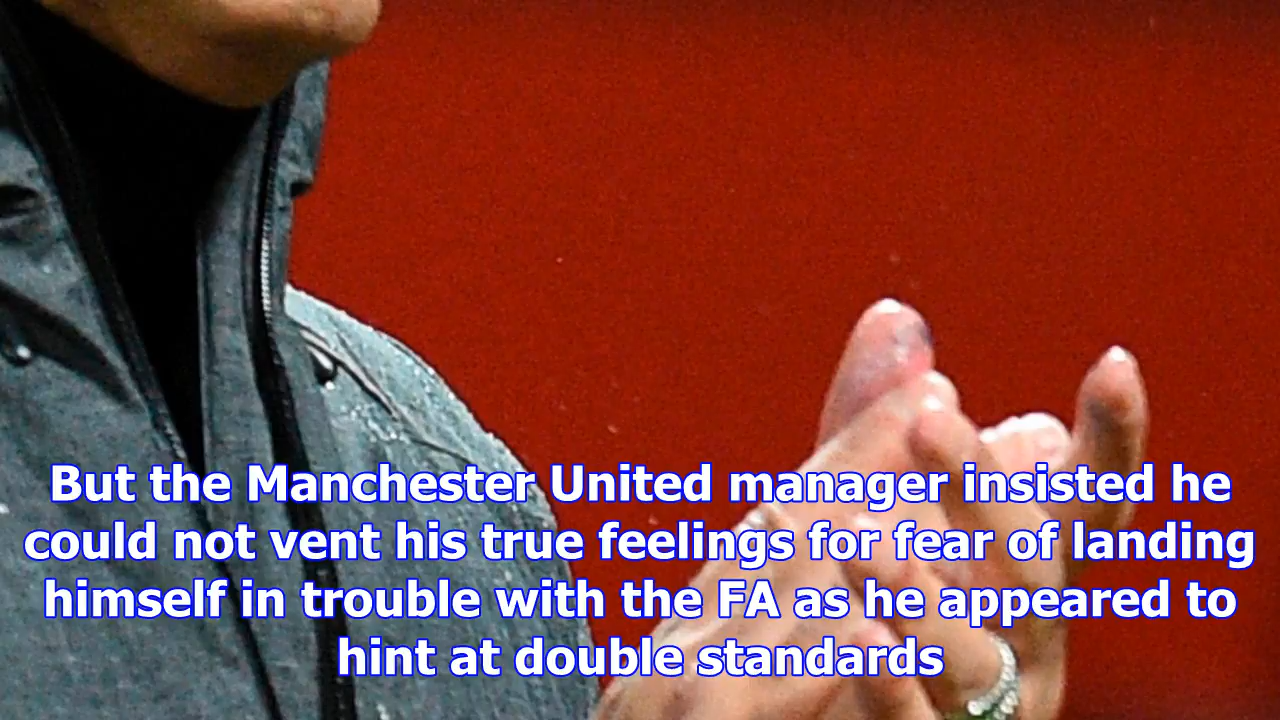 But the Manchester United manager insisted he
could not vent his true feelings for fear of landing
himself in trouble with the FA as he appeared to
hint at double standards